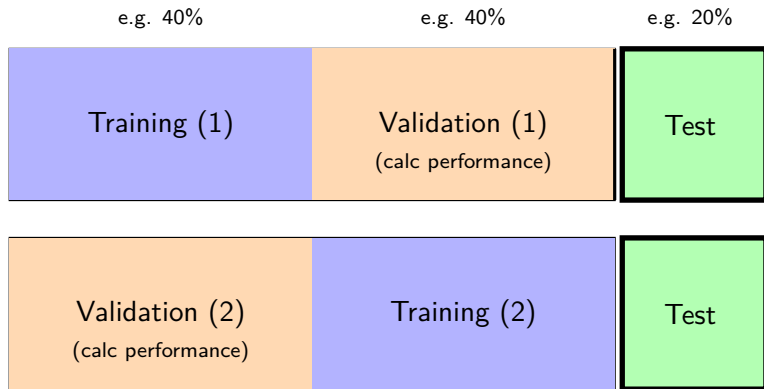 e.g. 40% e.g. 40% e.g. 20%
Training (1) Validation (1) Test
(calc performance)
Validation (2) Training (2) Test
(calc performance)